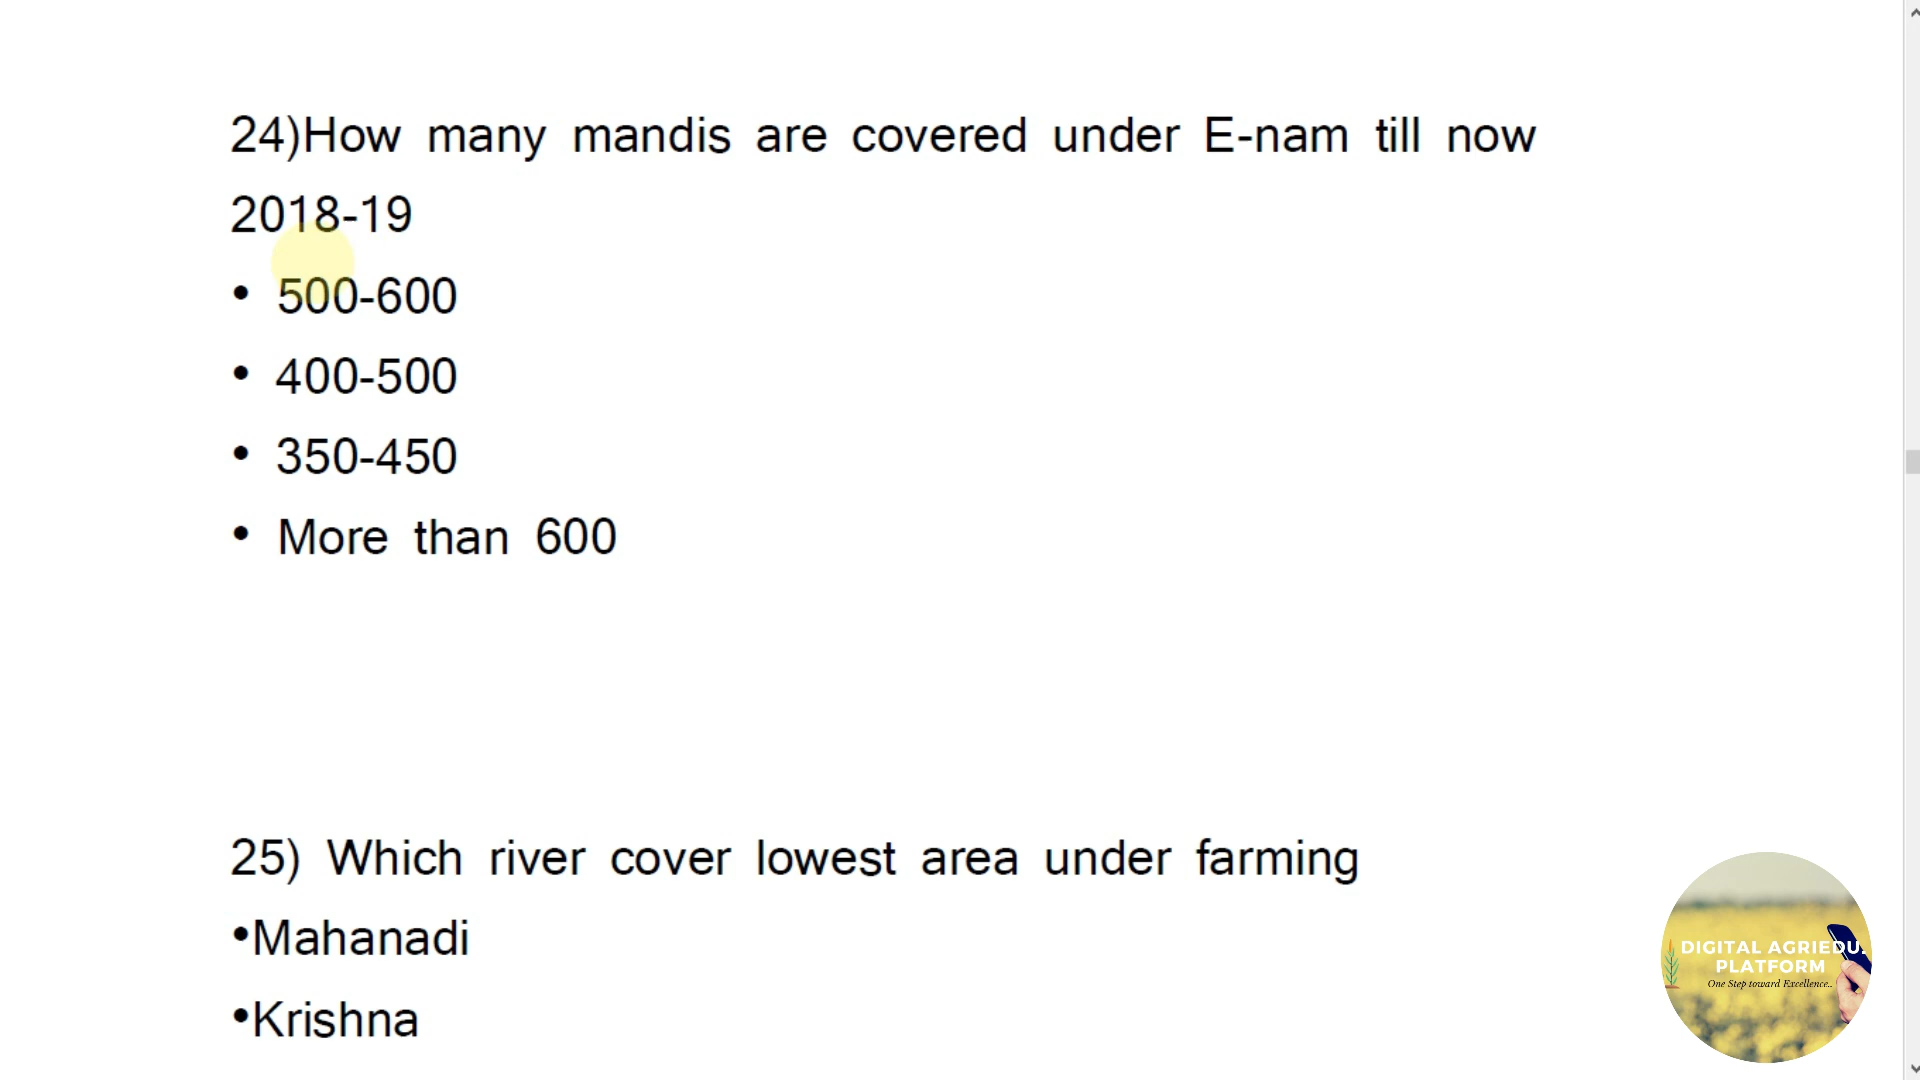 24)How many mandis are covered under E-nam till now
2018-19
• 500-600
• 400-500
• 350-450
• More than 600
25) Which river cover lowest area under farming
•Mahanadi
•Krishna
DIGITAL AGRIEDU.
PLATFORM
One Step toward Excellence..